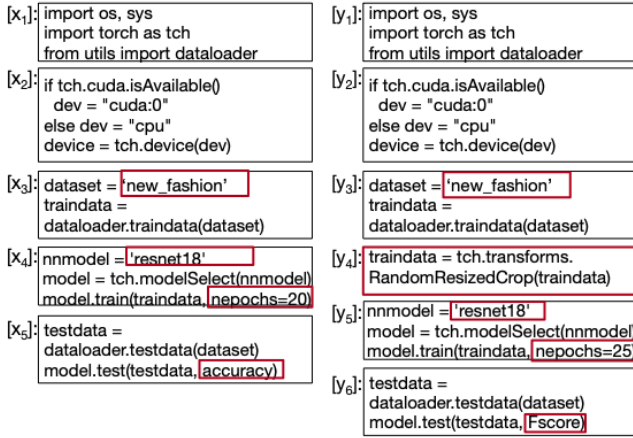 [x₁]: import os, sys
import torch as tch
from utils import dataloader
[x₂]: if tch.cuda.isAvailable()
dev = "cuda:0"
else dev = "cpu"
device = tch.device(dev)
[x₃]: dataset = ‘new_fashion’
traindata =
dataloader.traindata(dataset)
[x₄]: nnmodel = 'resnet18'
model = tch.modelSelect(nnmodel)
model.train(traindata, nepochs=20)
[x₅]: testdata =
dataloader.testdata(dataset)
model.test(testdata, accuracy)
[y₁]: import os, sys
import torch as tch
from utils import dataloader
[y₂]: if tch.cuda.isAvailable()
dev = "cuda:0"
else dev = "cpu"
device = tch.device(dev)
[y₃]: dataset = ‘new_fashion’
traindata =
dataloader.traindata(dataset)
[y₄]: traindata = tch.transforms.
RandomResizedCrop(traindata)
[y₅]: nnmodel = 'resnet18'
model = tch.modelSelect(nnmodel)
model.train(traindata, nepochs=25)
[y₆]: testdata =
dataloader.testdata(dataset)
model.test(testdata, Fscore)